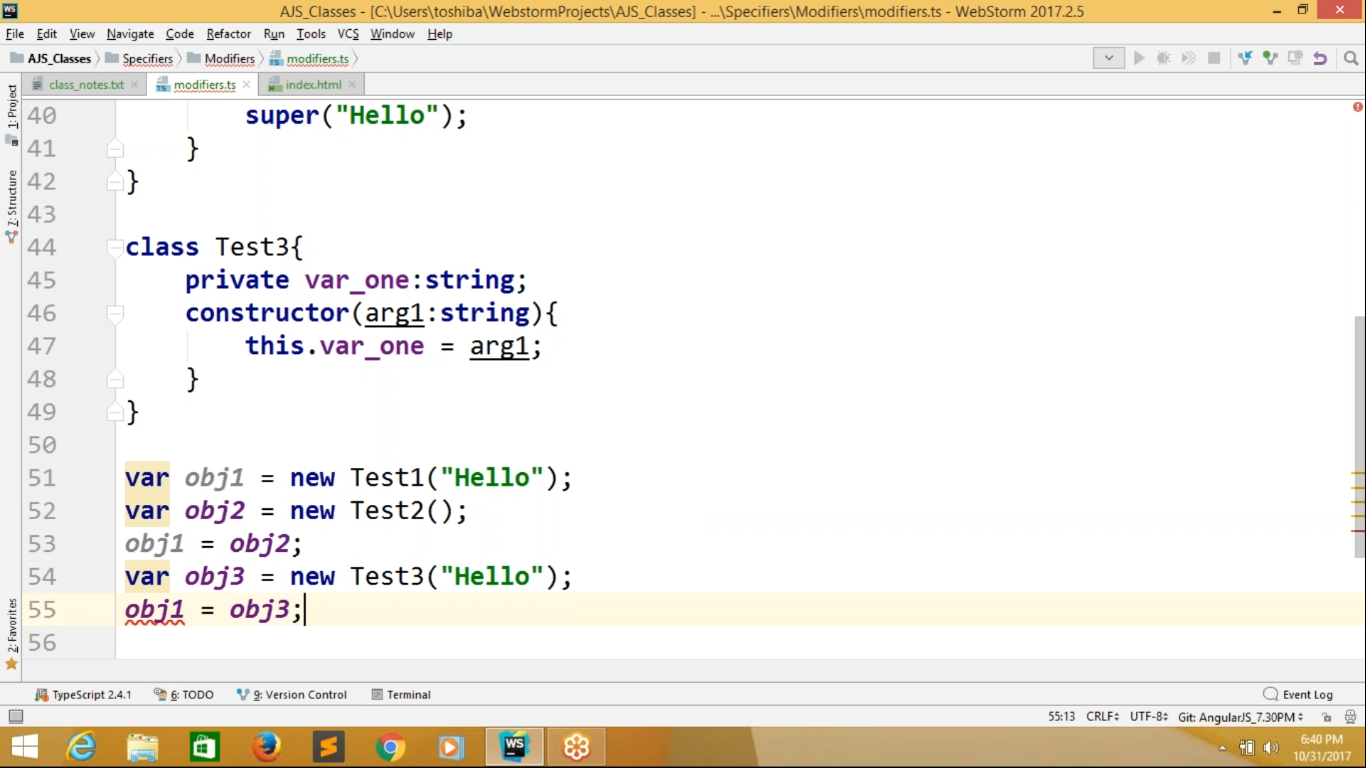 AJS_Classes - [C:\Users\toshiba\WebstormProjects\AJS_Classes] - ...\Specifiers\Modifiers\modifiers.ts - WebStorm 2017.2.5
File Edit View Navigate Code Refactor Run Tools VCS Window Help
AJS_Classes Specifiers Modifiers modifiers.ts
class_notes.txt modifiers.ts index.html
1: Project
7: Structure
2: Favorites
40 super("Hello");
41 }
42 }
43
44 class Test3{
45 private var_one:string;
46 constructor(arg1:string){
47 this.var_one = arg1;
48 }
49 }
50
51 var obj1 = new Test1("Hello");
52 var obj2 = new Test2();
53 obj1 = obj2;
54 var obj3 = new Test3("Hello");
55 obj1 = obj3;
56
TypeScript 2.4.1 6: TODO 9: Version Control Terminal Event Log
55:13 CRLF UTF-8 Git: AngularJS_7.30PM
6:40 PM
10/31/2017